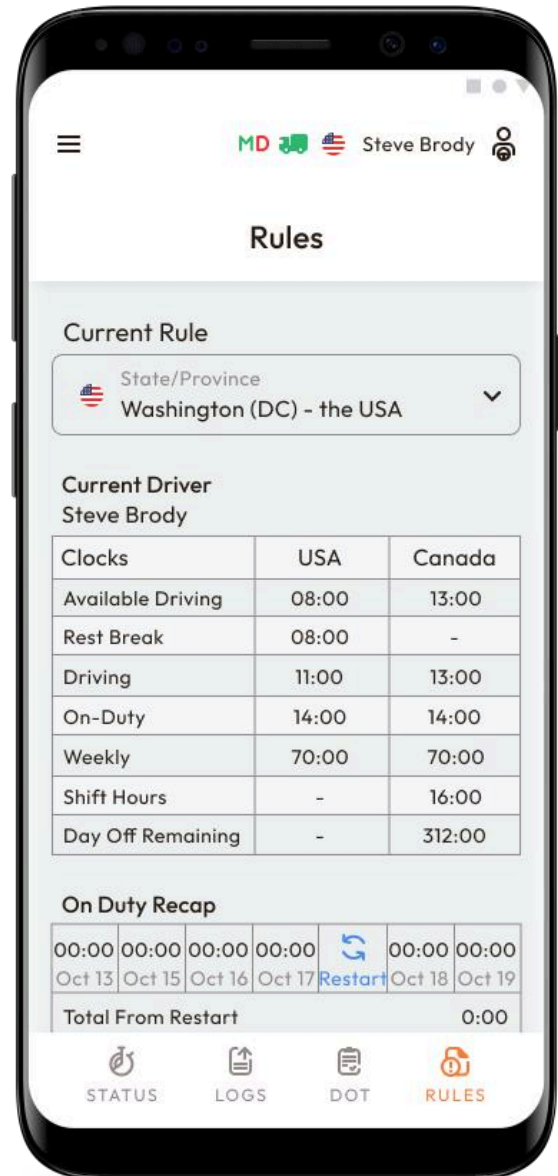 MD Steve Brody
Rules
Current Rule
State/Province
Washington (DC) - the USA
Current Driver
Steve Brody
Clocks USA Canada
Available Driving 08:00 13:00
Rest Break 08:00 -
Driving 11:00 13:00
On-Duty 14:00 14:00
Weekly 70:00 70:00
Shift Hours - 16:00
Day Off Remaining - 312:00
On Duty Recap
00:00 00:00 00:00 00:00 00:00 00:00
Oct 13 Oct 15 Oct 16 Oct 17 Restart Oct 18 Oct 19
Total From Restart 0:00
STATUS LOGS DOT RULES